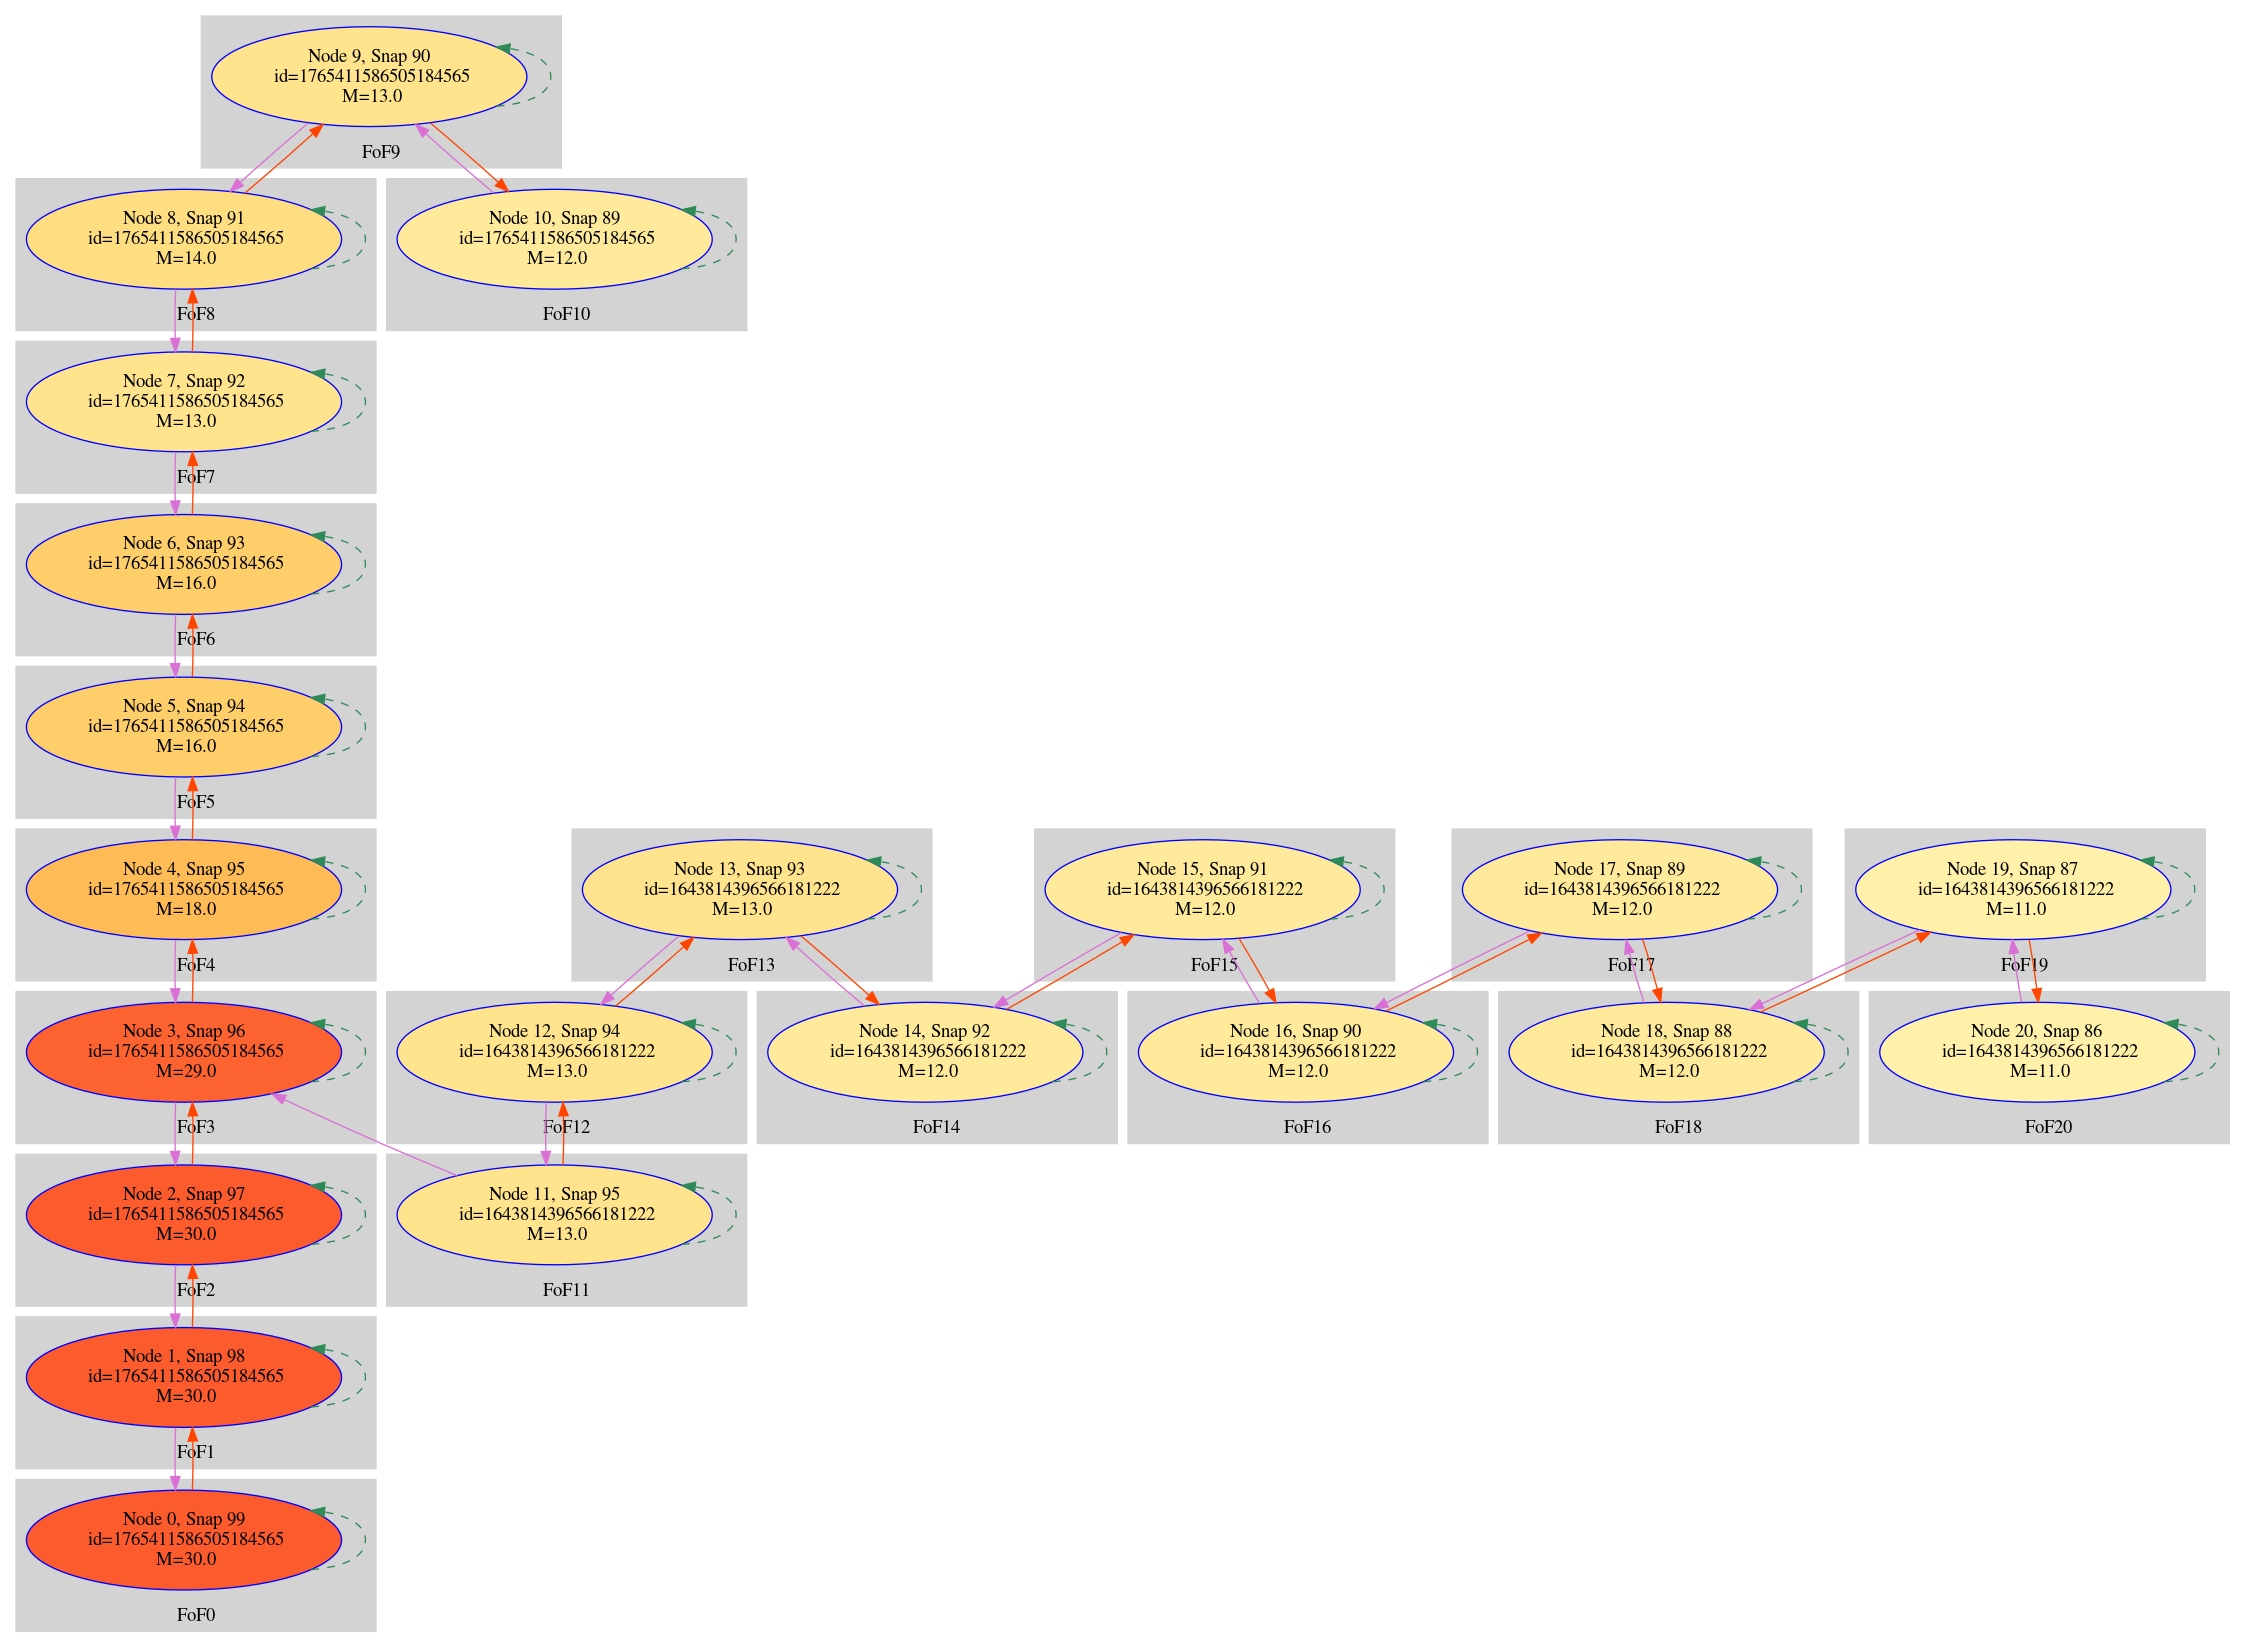 Node 9, Snap 90
id=1765411586505184565
M=13.0
FoF9
Node 8, Snap 91
id=1765411586505184565
M=14.0
FoF8
Node 10, Snap 89
id=1765411586505184565
M=12.0
FoF10
Node 7, Snap 92
id=1765411586505184565
M=13.0
FoF7
Node 6, Snap 93
id=1765411586505184565
M=16.0
FoF6
Node 5, Snap 94
id=1765411586505184565
M=16.0
FoF5
Node 4, Snap 95
id=1765411586505184565
M=18.0
FoF4
Node 13, Snap 93
id=1643814396566181222
M=13.0
FoF13
Node 15, Snap 91
id=1643814396566181222
M=12.0
FoF15
Node 17, Snap 89
id=1643814396566181222
M=12.0
FoF17
Node 19, Snap 87
id=1643814396566181222
M=11.0
FoF19
Node 3, Snap 96
id=1765411586505184565
M=29.0
FoF3
Node 12, Snap 94
id=1643814396566181222
M=13.0
FoF12
Node 14, Snap 92
id=1643814396566181222
M=12.0
FoF14
Node 16, Snap 90
id=1643814396566181222
M=12.0
FoF16
Node 18, Snap 88
id=1643814396566181222
M=12.0
FoF18
Node 20, Snap 86
id=1643814396566181222
M=11.0
FoF20
Node 2, Snap 97
id=1765411586505184565
M=30.0
FoF2
Node 11, Snap 95
id=1643814396566181222
M=13.0
FoF11
Node 1, Snap 98
id=1765411586505184565
M=30.0
FoF1
Node 0, Snap 99
id=1765411586505184565
M=30.0
FoF0